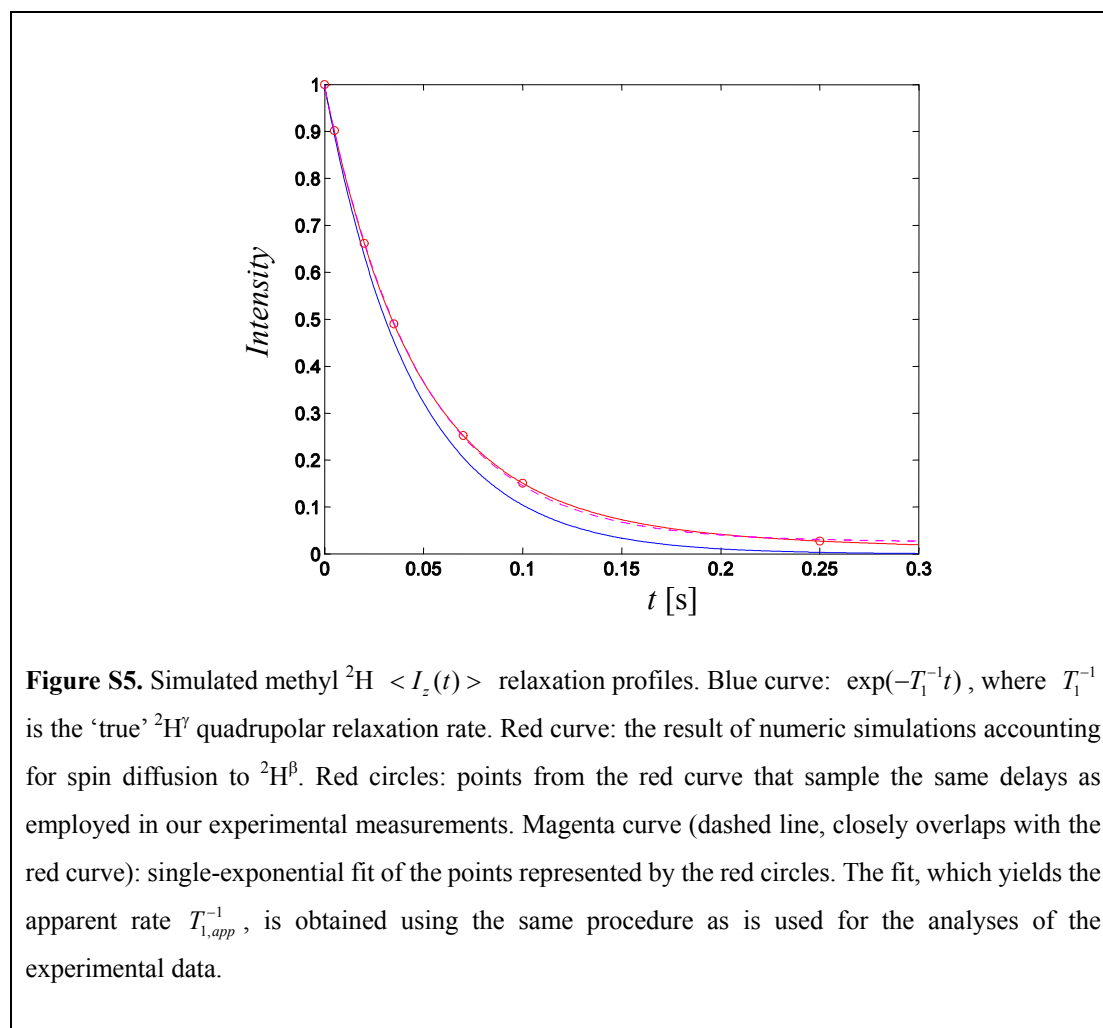 1
0.9
0.8
0.7
0.6
0.5
0.4
0.3
0.2
0.1
0
Intensity
0 0.05 0.1 0.15 0.2 0.25 0.3
t [s]
Figure S5. Simulated methyl ²H < I_z(t) > relaxation profiles. Blue curve: exp(−T₁⁻¹t), where T₁⁻¹
is the ‘true’ ²Hᵞ quadrupolar relaxation rate. Red curve: the result of numeric simulations accounting
for spin diffusion to ²Hᵝ. Red circles: points from the red curve that sample the same delays as
employed in our experimental measurements. Magenta curve (dashed line, closely overlaps with the
red curve): single-exponential fit of the points represented by the red circles. The fit, which yields the
apparent rate T_{1,app}^{-1}, is obtained using the same procedure as is used for the analyses of the
experimental data.